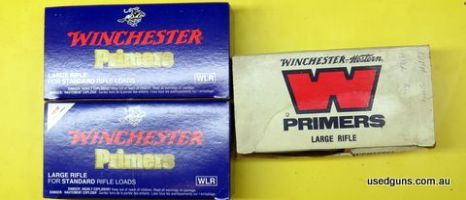 WINCHESTER
Primers
LARGE RIFLE
FOR STANDARD RIFLE LOADS
WLR
WINCHESTER
Primers
LARGE RIFLE
FOR STANDARD RIFLE LOADS
WLR
WINCHESTER-Western
W
PRIMERS
LARGE RIFLE
usedguns.com.au